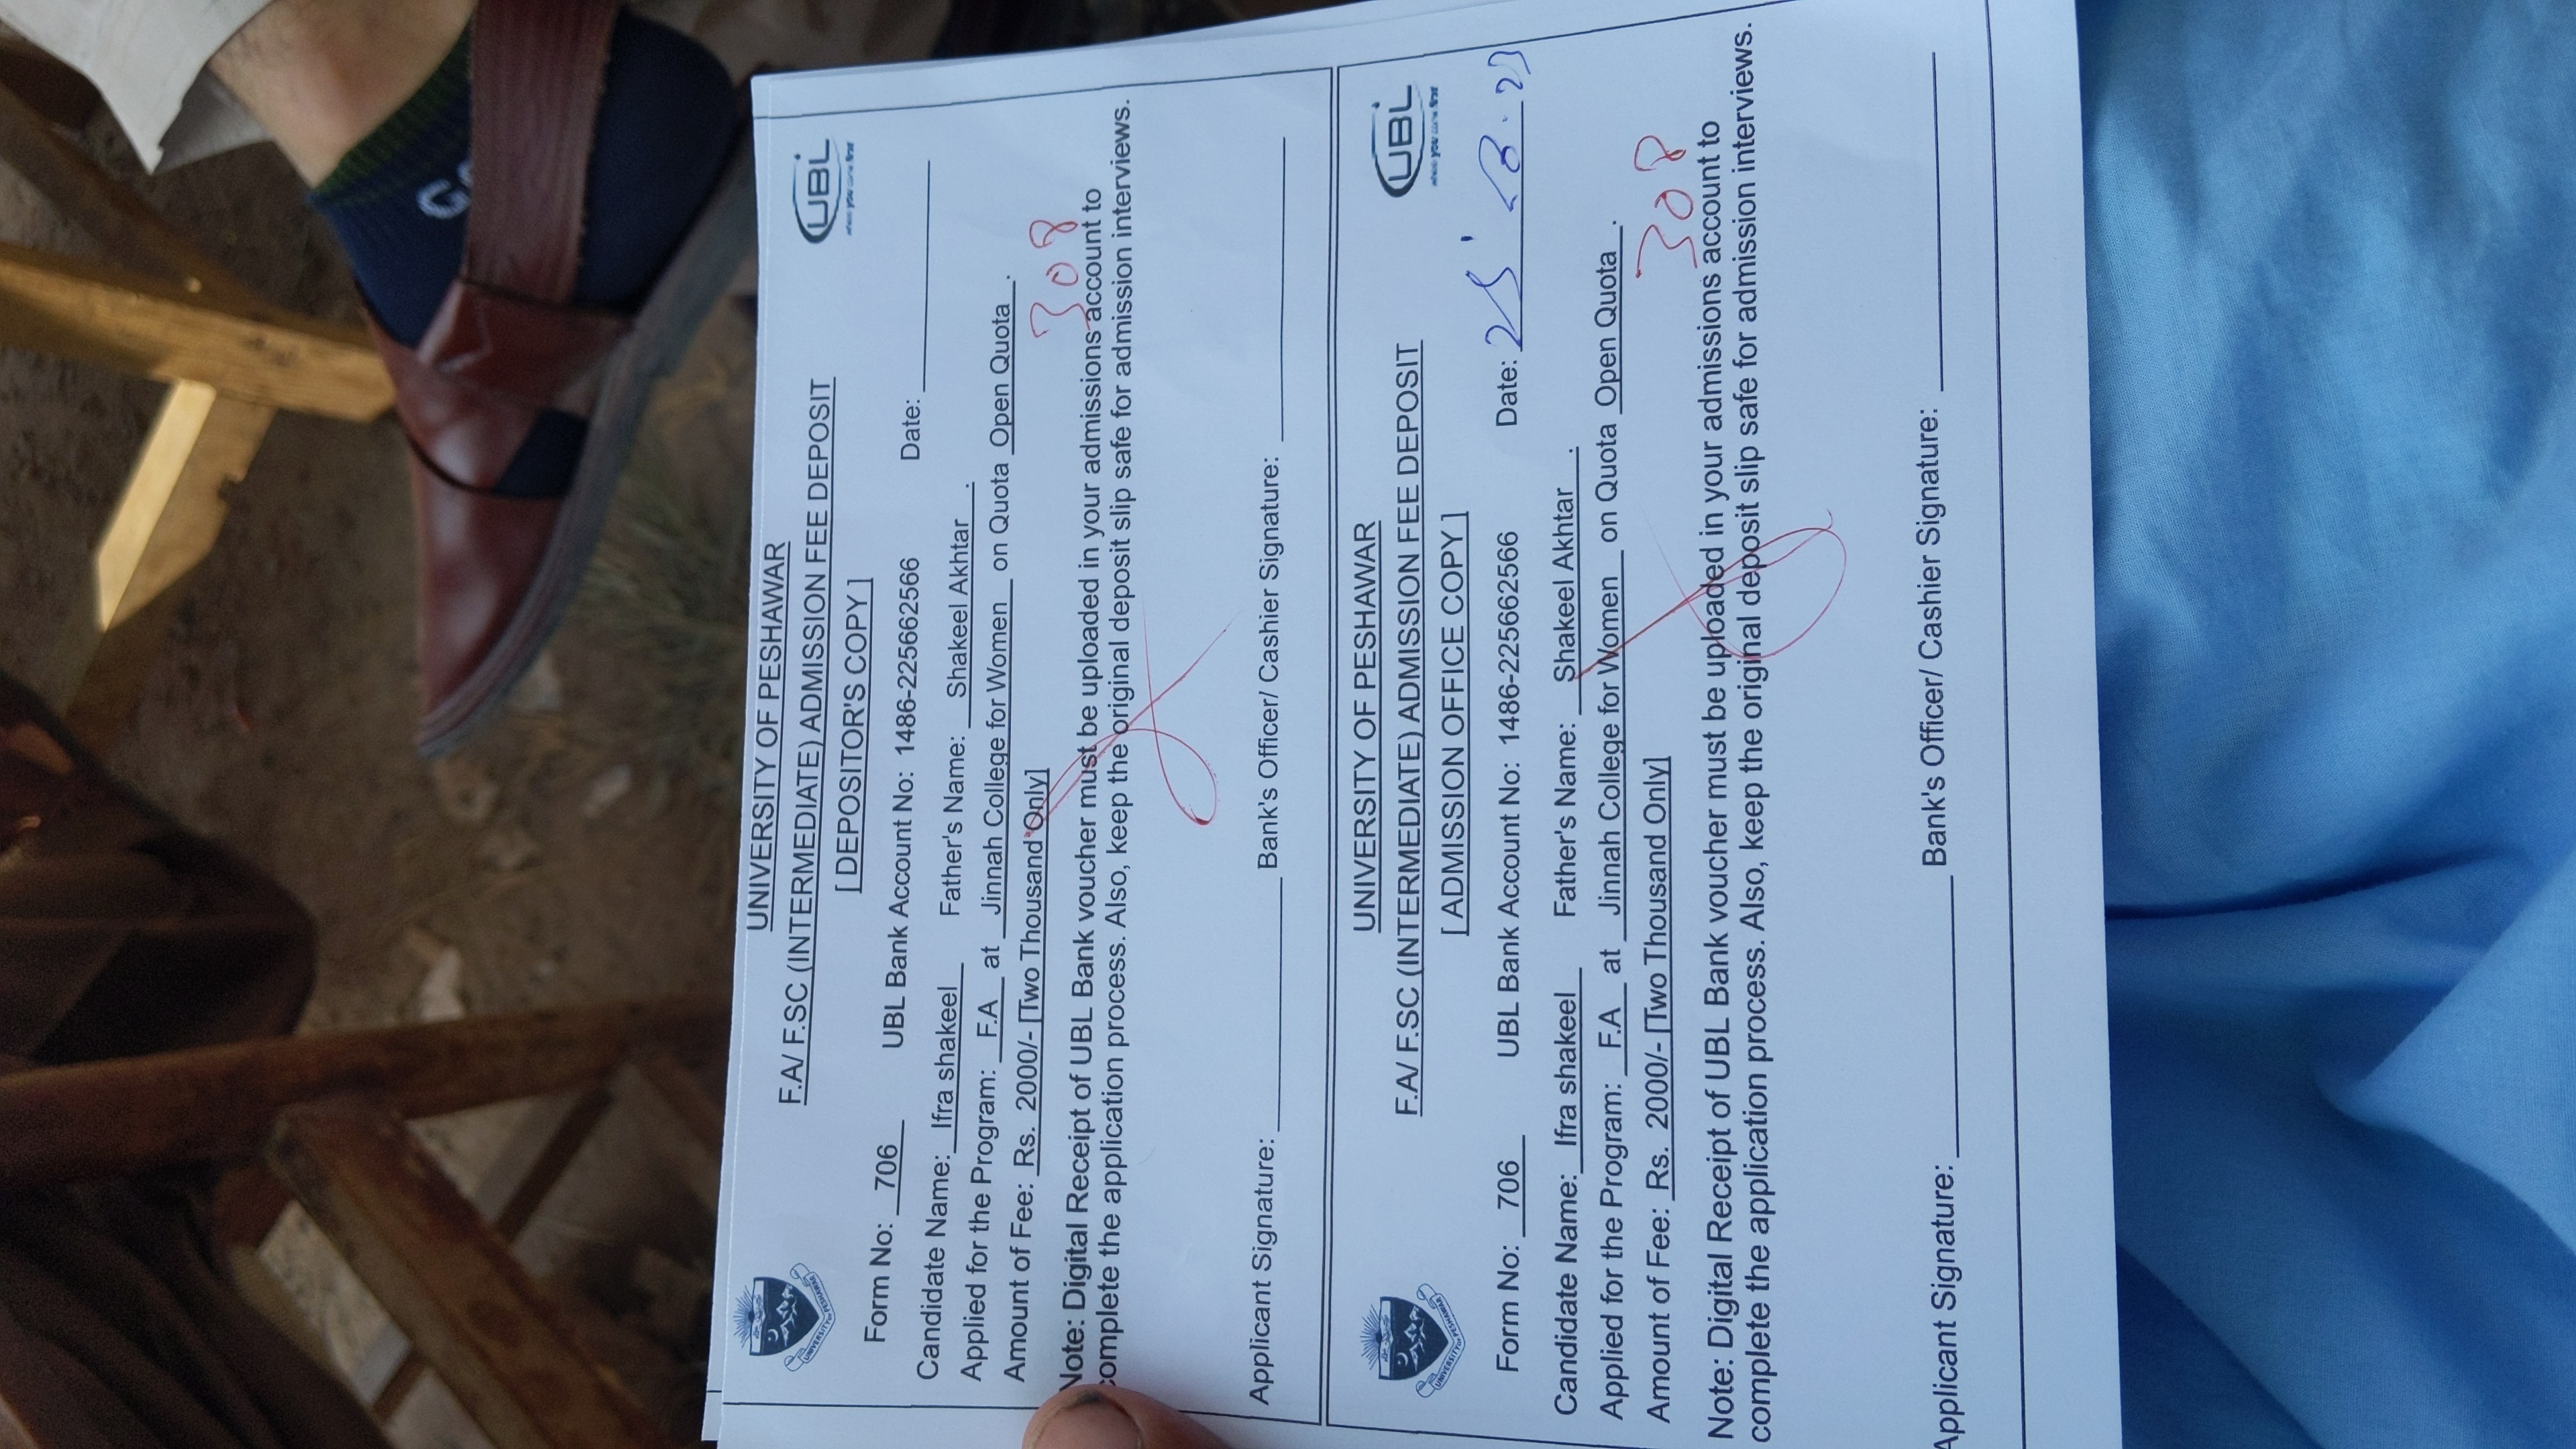 UNIVERSITY OF PESHAWAR
F.A/ F.SC (INTERMEDIATE) ADMISSION FEE DEPOSIT
[ DEPOSITOR'S COPY ]
UBL
where you come first
UNIVERSITY OF PESHAWAR
Form No: 706 UBL Bank Account No: 1486-225662566 Date:
Candidate Name: Ifra shakeel Father's Name: Shakeel Akhtar .
Applied for the Program: F.A at Jinnah College for Women on Quota Open Quota .
Amount of Fee: Rs. 2000/- [Two Thousand Only]
308
Note: Digital Receipt of UBL Bank voucher must be uploaded in your admissions account to
complete the application process. Also, keep the original deposit slip safe for admission interviews.
Applicant Signature: Bank's Officer/ Cashier Signature:
UNIVERSITY OF PESHAWAR
F.A/ F.SC (INTERMEDIATE) ADMISSION FEE DEPOSIT
[ ADMISSION OFFICE COPY ]
UBL
where you come first
UNIVERSITY OF PESHAWAR
Form No: 706 UBL Bank Account No: 1486-225662566 Date:
Candidate Name: Ifra shakeel Father's Name: Shakeel Akhtar .
Applied for the Program: F.A at Jinnah College for Women on Quota Open Quota .
Amount of Fee: Rs. 2000/- [Two Thousand Only]
308
Note: Digital Receipt of UBL Bank voucher must be uploaded in your admissions account to
complete the application process. Also, keep the original deposit slip safe for admission interviews.
Applicant Signature: Bank's Officer/ Cashier Signature: